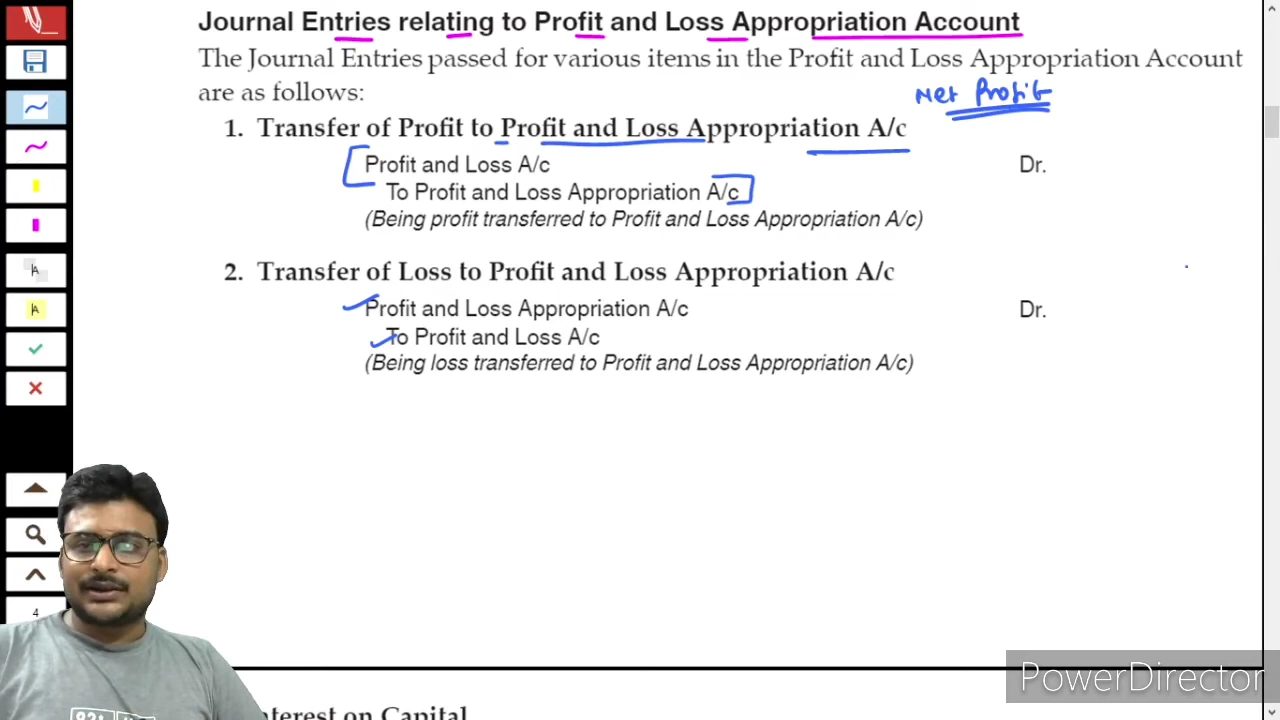 Journal Entries relating to Profit and Loss Appropriation Account
The Journal Entries passed for various items in the Profit and Loss Appropriation Account
are as follows:
Net Profit
1. Transfer of Profit to Profit and Loss Appropriation A/c
Profit and Loss A/c Dr.
To Profit and Loss Appropriation A/c
(Being profit transferred to Profit and Loss Appropriation A/c)
2. Transfer of Loss to Profit and Loss Appropriation A/c
Profit and Loss Appropriation A/c Dr.
To Profit and Loss A/c
(Being loss transferred to Profit and Loss Appropriation A/c)
4
PowerDirector
nterest on Capital